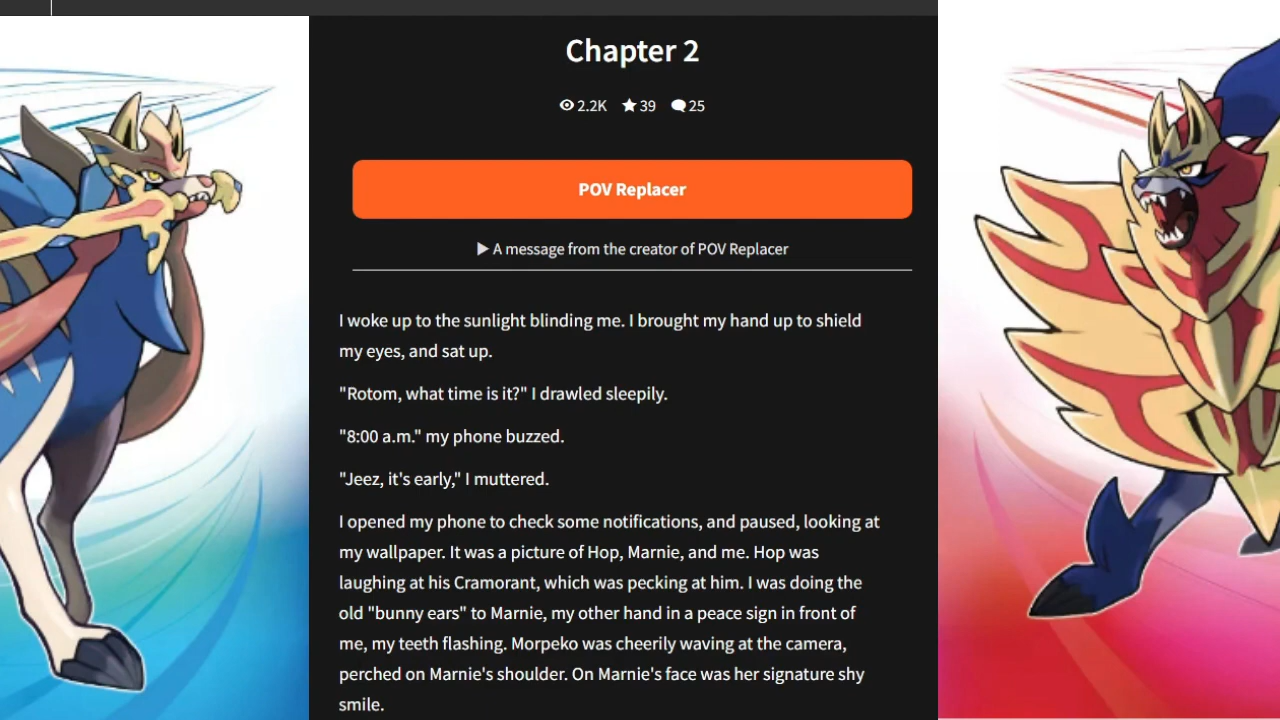 Chapter 2
2.2K 39 25
POV Replacer
▶ A message from the creator of POV Replacer
I woke up to the sunlight blinding me. I brought my hand up to shield
my eyes, and sat up.
"Rotom, what time is it?" I drawled sleepily.
"8:00 a.m." my phone buzzed.
"Jeez, it's early," I muttered.
I opened my phone to check some notifications, and paused, looking at
my wallpaper. It was a picture of Hop, Marnie, and me. Hop was
laughing at his Cramorant, which was pecking at him. I was doing the
old "bunny ears" to Marnie, my other hand in a peace sign in front of
me, my teeth flashing. Morpeko was cheerily waving at the camera,
perched on Marnie's shoulder. On Marnie's face was her signature shy
smile.